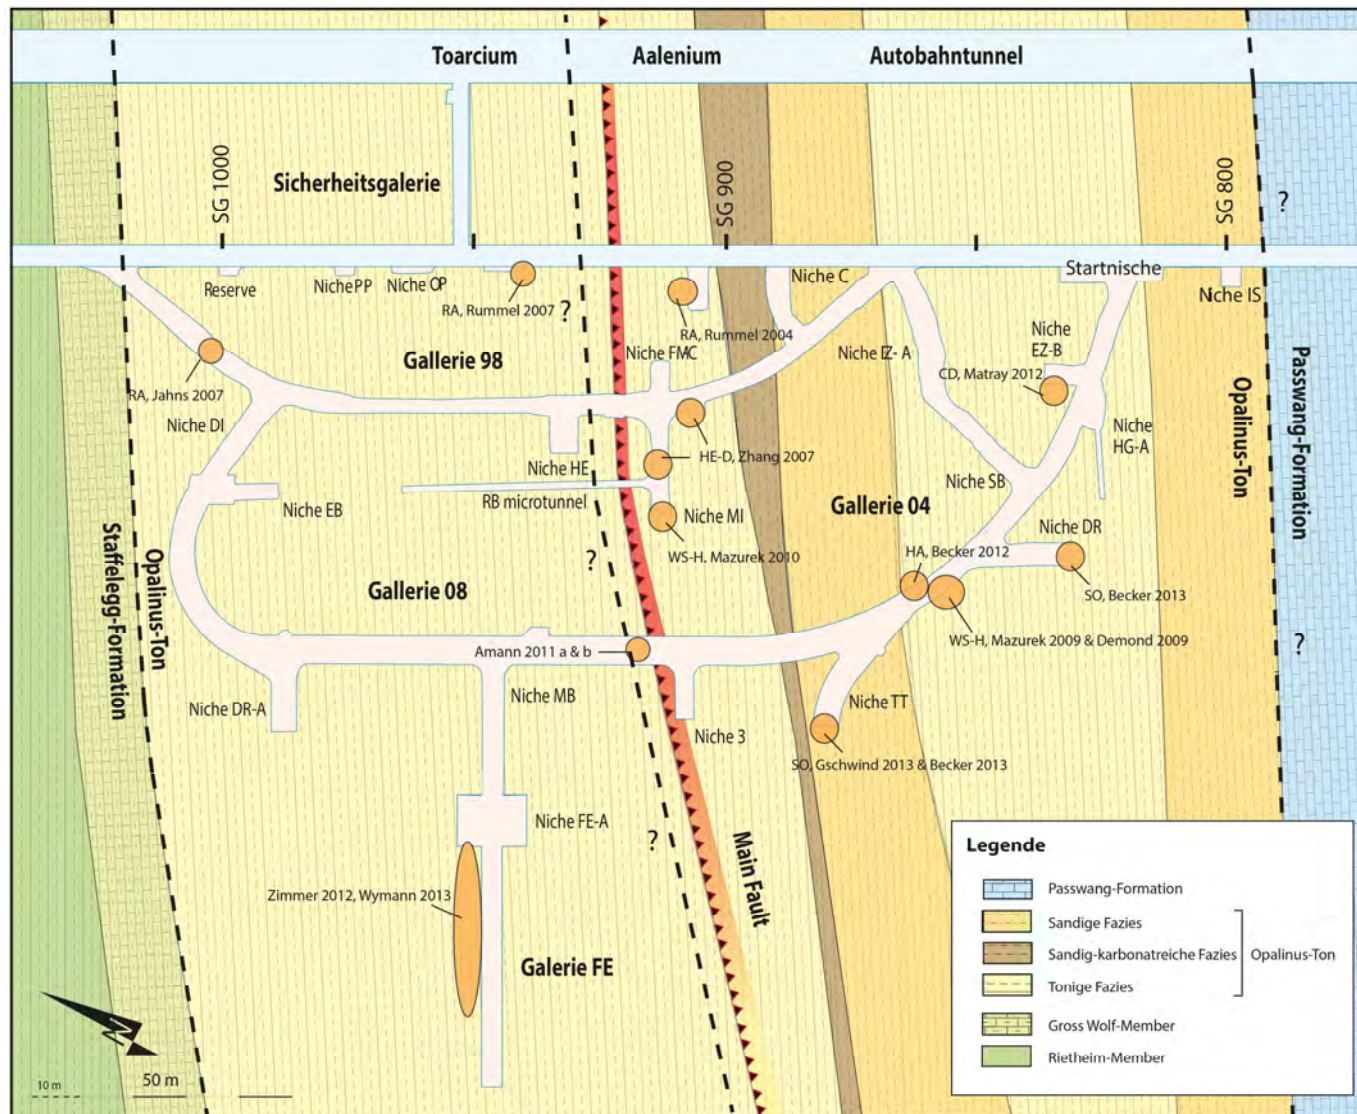 Toarcium
Aalenium
Autobahntunnel
Sicherheitsgalerie
SG 1000
SG 900
SG 800
?
Startnische
Niche C
Reserve
Niche PP
Niche OP
Niche IS
RA, Rummel 2007
?
RA, Rummel 2004
Niche
EZ-B
Niche FMC
Niche EZ-A
Gallerie 98
CD, Matray 2012
RA, Jahns 2007
Passwang-Formation
Opalinus-Ton
Niche DI
Niche
HG-A
HE-D, Zhang 2007
Niche HE
Niche SB
RB microtunnel
Niche EB
Niche MI
Gallerie 04
Niche DR
Staffelegg-Formation
Opalinus-Ton
?
WS-H, Mazurek 2010
HA, Becker 2012
Gallerie 08
SO, Becker 2013
WS-H, Mazurek 2009 & Demond 2009
?
Amann 2011 a & b
Niche MB
Niche TT
Niche DR-A
Niche 3
SO, Gschwind 2013 & Becker 2013
Niche FE-A
?
Main Fault
Zimmer 2012, Wymann 2013
Galerie FE
Legende
Passwang-Formation
Sandige Fazies
Sandig-karbonatreiche Fazies
Opalinus-Ton
Tonige Fazies
Gross Wolf-Member
Rietheim-Member
N
10 m
50 m